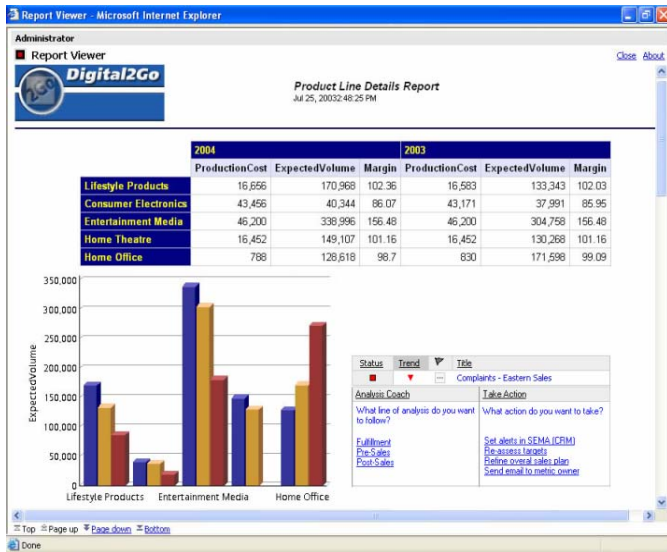 Report Viewer - Microsoft Internet Explorer
Administrator
Report Viewer
Close About
Digital2Go
2Go
Product Line Details Report
Jul 25, 20032:48:25 PM
2004 2003
ProductionCost ExpectedVolume Margin ProductionCost ExpectedVolume Margin
Lifestyle Products 16,656 170,968 102.36 16,583 133,343 102.03
Consumer Electronics 43,456 40,344 86.07 43,171 37,991 85.95
Entertainment Media 46,200 338,996 156.48 46,200 304,758 156.48
Home Theatre 16,452 149,107 101.16 16,452 130,268 101.16
Home Office 788 128,618 98.7 830 171,598 99.09
350,000
300,000
250,000
200,000
150,000
100,000
50,000
0
ExpectedVolume
Lifestyle Products Entertainment Media Home Office
Status Trend Title
Complaints - Eastern Sales
Analysis Coach
What line of analysis do you want
to follow?
Fulfillment
Pre-Sales
Post-Sales
Take Action
What action do you want to take?
Set alerts in SEMA (CRM)
Re-assess targets
Refine overal sales plan
Send email to metric owner
Top Page up Page down Bottom
Done